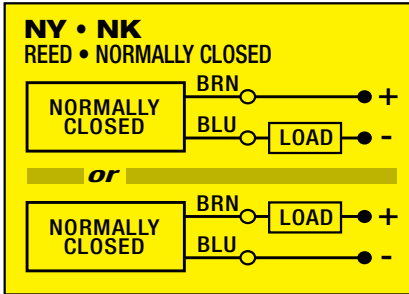 NY • NK
REED • NORMALLY CLOSED
BRN
+
NORMALLY
CLOSED
BLU
LOAD
-
or
BRN
LOAD
+
NORMALLY
CLOSED
BLU
-